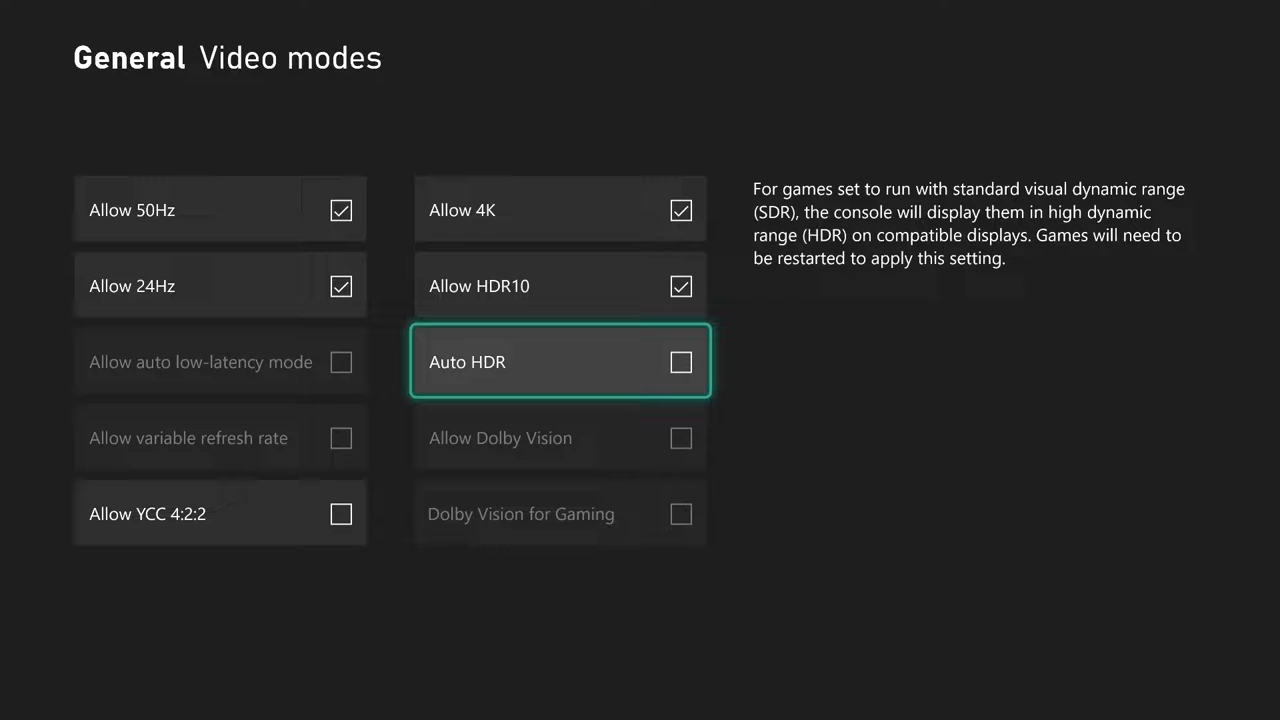 General Video modes
Allow 50Hz
Allow 24Hz
Allow auto low-latency mode
Allow variable refresh rate
Allow YCC 4:2:2
Allow 4K
Allow HDR10
Auto HDR
Allow Dolby Vision
Dolby Vision for Gaming
For games set to run with standard visual dynamic range
(SDR), the console will display them in high dynamic
range (HDR) on compatible displays. Games will need to
be restarted to apply this setting.